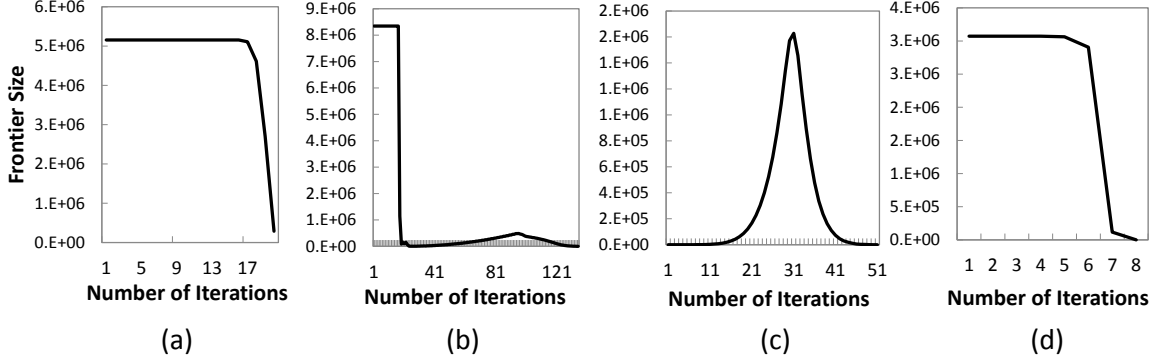 Frontier Size
6.E+06
5.E+06
4.E+06
3.E+06
2.E+06
1.E+06
0.E+00
1 5 9 13 17
Number of Iterations
(a)
9.E+06
8.E+06
7.E+06
6.E+06
5.E+06
4.E+06
3.E+06
2.E+06
1.E+06
0.E+00
1 41 81 121
Number of Iterations
(b)
2.E+06
2.E+06
1.E+06
1.E+06
1.E+06
8.E+05
6.E+05
4.E+05
2.E+05
0.E+00
1 11 21 31 41 51
Number of Iterations
(c)
4.E+06
3.E+06
3.E+06
2.E+06
2.E+06
1.E+06
5.E+05
0.E+00
1 2 3 4 5 6 7 8
Number of Iterations
(d)